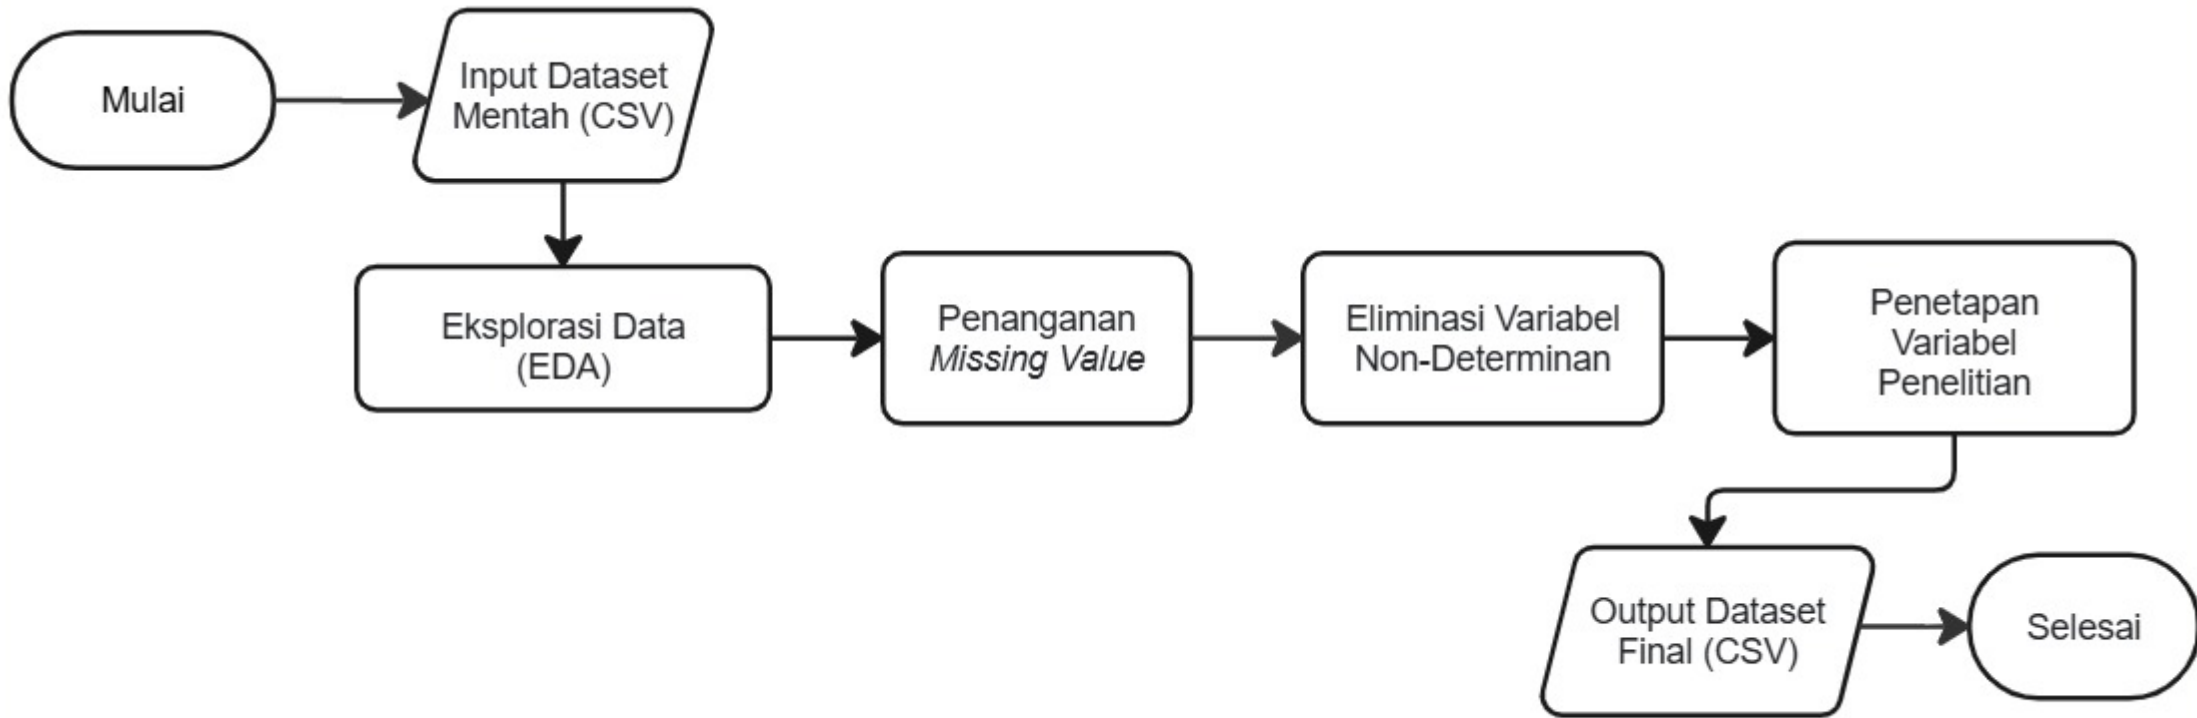 Mulai
Input Dataset
Mentah (CSV)
Eksplorasi Data
(EDA)
Penanganan
Missing Value
Eliminasi Variabel
Non-Determinan
Penetapan
Variabel
Penelitian
Output Dataset
Final (CSV)
Selesai